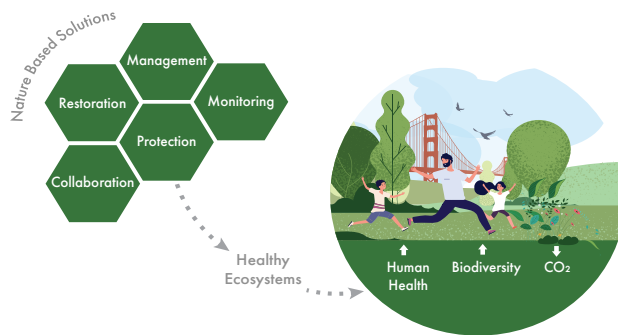 Nature Based Solutions
Management
Restoration
Monitoring
Protection
Collaboration
Healthy
Ecosystems
Human
Health
Biodiversity
CO₂